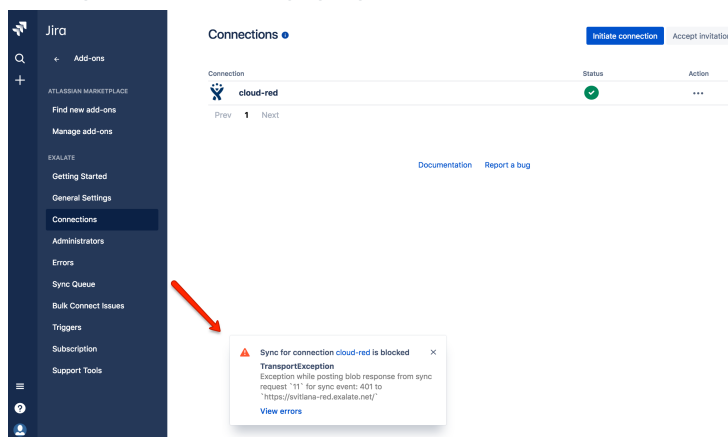 Jira
Add-ons
ATLASSIAN MARKETPLACE
Find new add-ons
Manage add-ons
EXALATE
Getting Started
General Settings
Connections
Administrators
Errors
Sync Queue
Bulk Connect Issues
Triggers
Subscription
Support Tools
Connections
Initiate connection
Accept invitation
Connection
Status
Action
cloud-red
Prev 1 Next
Documentation Report a bug
Sync for connection cloud-red is blocked
TransportException
Exception while posting blob response from sync
request `11` for sync event: 401 to
`https://svitlana-red.exalate.net/`
View errors